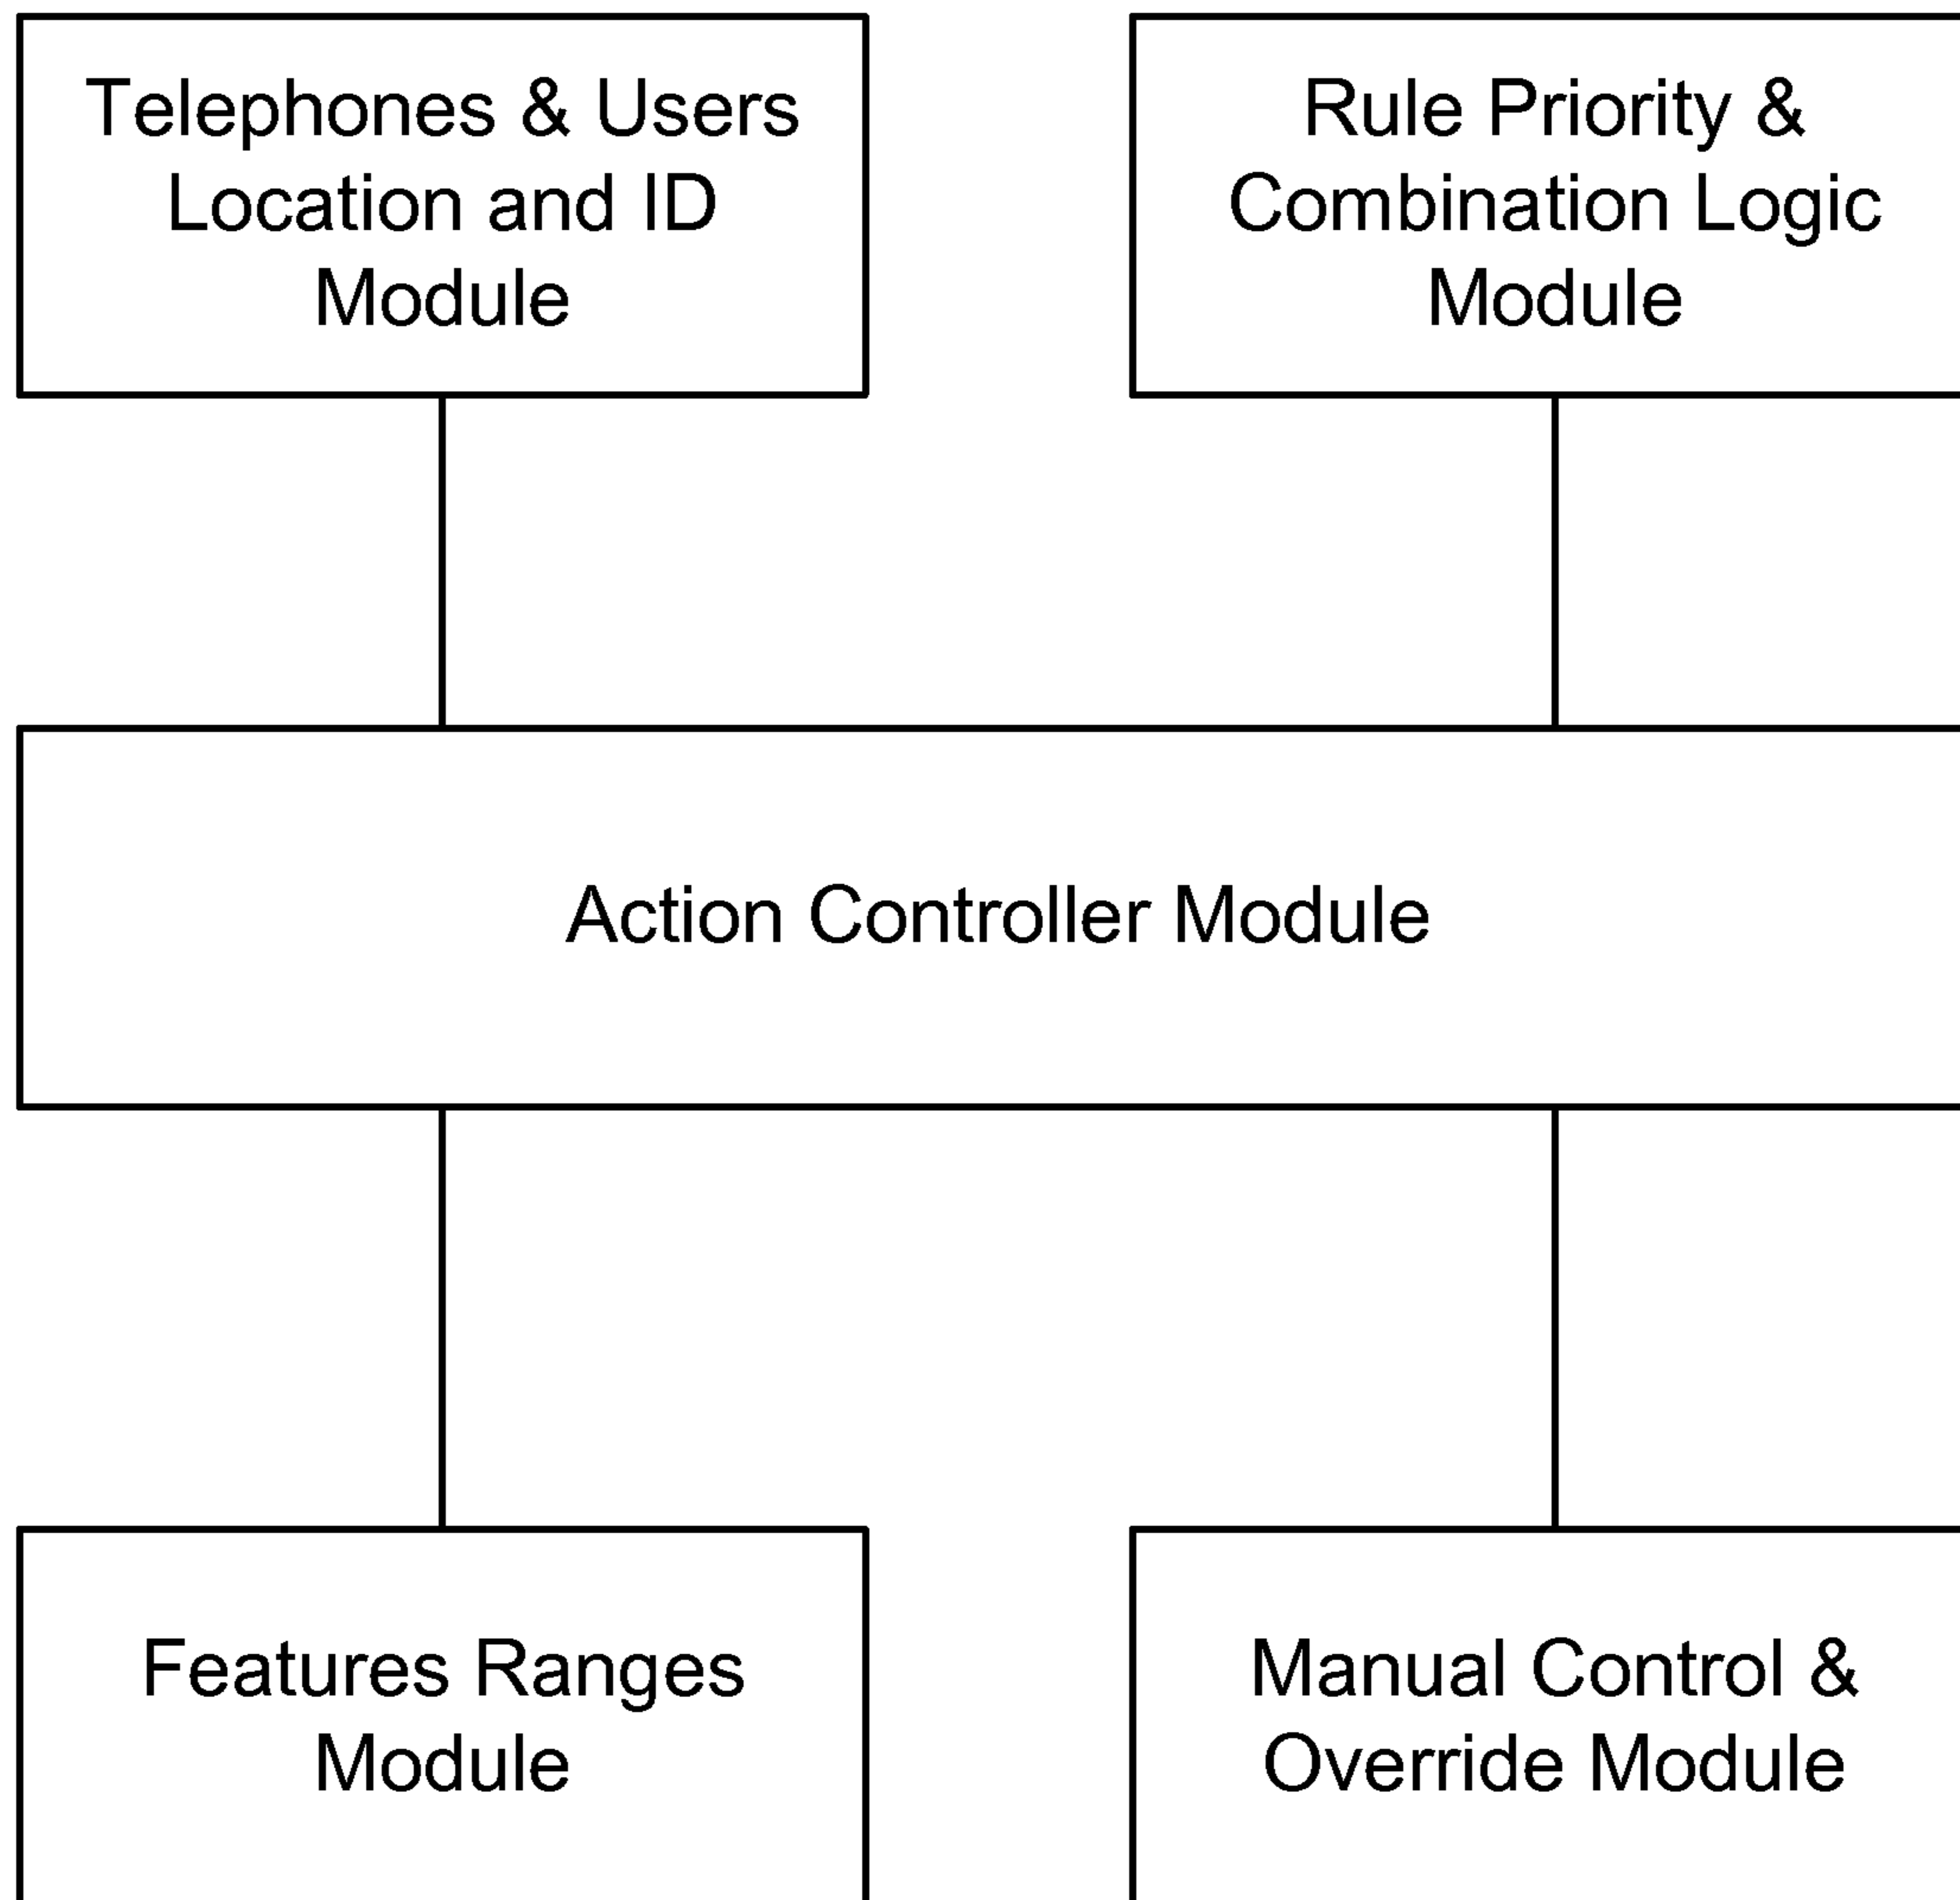 Telephones & Users
Location and ID
Module
Rule Priority &
Combination Logic
Module
Action Controller Module
Features Ranges
Module
Manual Control &
Override Module